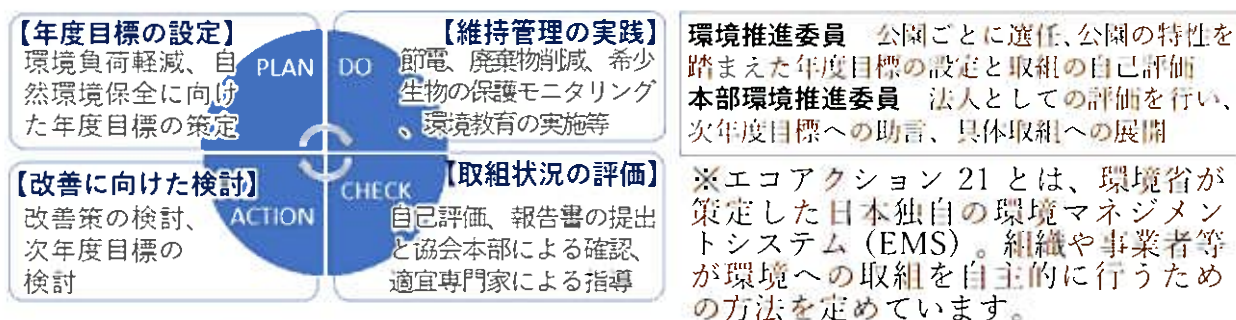 【年度目標の設定】
環境負荷軽減、自
然環境保全に向け
た年度目標の策定
PLAN
DO
【維持管理の実践】
節電、廃棄物削減、希少
生物の保護モニタリング
、環境教育の実施等
【改善に向けた検討】
改善策の検討、
次年度目標の
検討
ACTION
CHECK
【取組状況の評価】
自己評価、報告書の提出
と協会本部による確認、
適宜専門家による指導
環境推進委員　公園ごとに選任、公園の特性を
踏まえた年度目標の設定と取組の自己評価
本部環境推進委員　法人としての評価を行い、
次年度目標への助言、具体取組への展開
※エコアクション 21 とは、環境省が
策定した日本独自の環境マネジメン
トシステム（EMS）。組織や事業者等
が環境への取組を自主的に行うため
の方法を定めています。